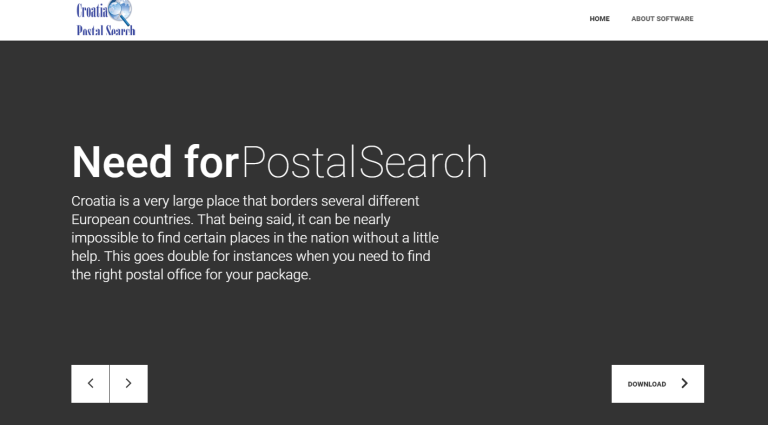 Croatia
Postal Search
HOME
ABOUT SOFTWARE
Need for PostalSearch
Croatia is a very large place that borders several different
European countries. That being said, it can be nearly
impossible to find certain places in the nation without a little
help. This goes double for instances when you need to find
the right postal office for your package.
DOWNLOAD